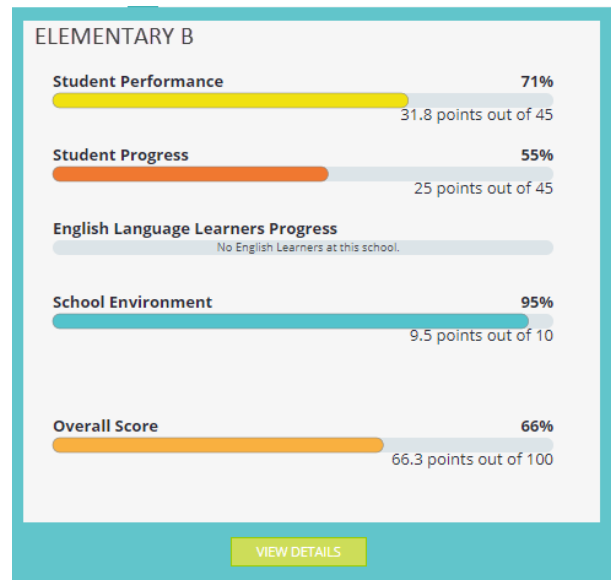 ELEMENTARY B
Student Performance 71%
31.8 points out of 45
Student Progress 55%
25 points out of 45
English Language Learners Progress
No English Learners at this school.
School Environment 95%
9.5 points out of 10
Overall Score 66%
66.3 points out of 100
VIEW DETAILS